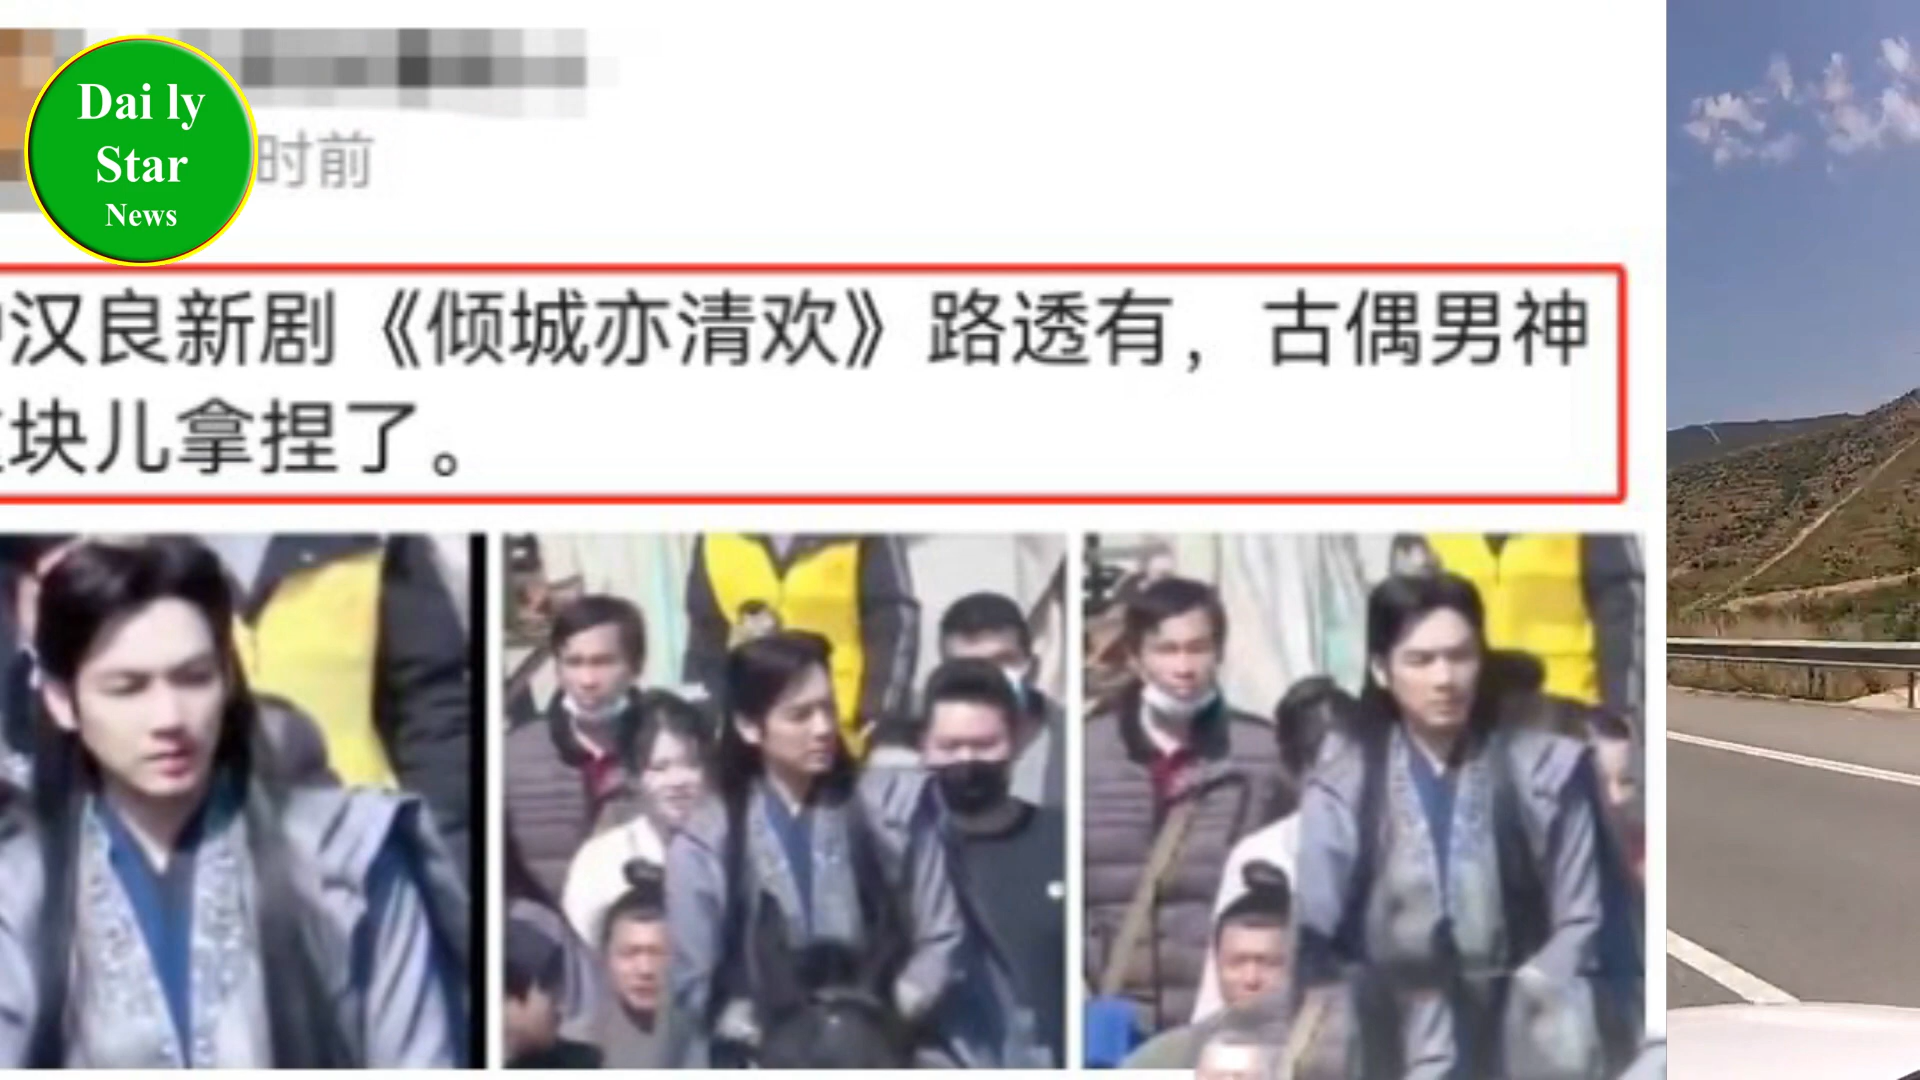 Dai ly
Star
News
时前
汉良新剧《倾城亦清欢》路透有，古偶男神
块儿拿捏了。